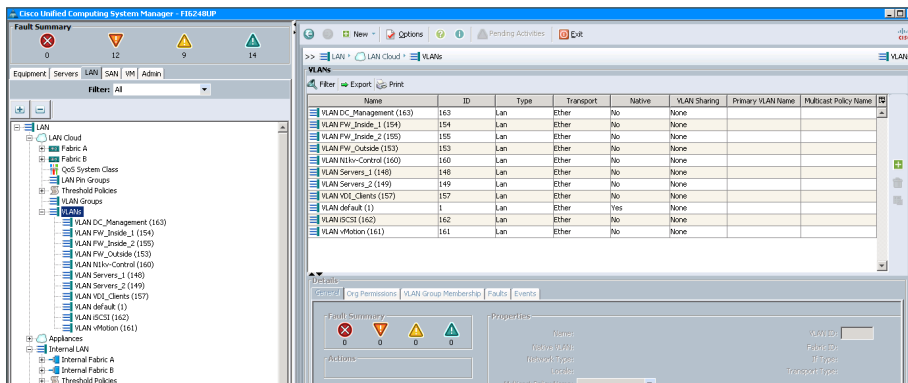 Cisco Unified Computing System Manager - FI6248UP
Fault Summary
0 12 9 14
New Options Pending Activities Exit
>> LAN LAN Cloud VLANs VLANs
Equipment Servers LAN SAN VM Admin
Filter: All
VLANs
Filter Export Print
Name ID Type Transport Native VLAN Sharing Primary VLAN Name Multicast Policy Name
VLAN DC_Management (163) 163 Lan Ether No None
VLAN FW_Inside_1 (154) 154 Lan Ether No None
VLAN FW_Inside_2 (155) 155 Lan Ether No None
VLAN FW_Outside (153) 153 Lan Ether No None
VLAN N1kv-Control (160) 160 Lan Ether No None
VLAN Servers_1 (148) 148 Lan Ether No None
VLAN Servers_2 (149) 149 Lan Ether No None
VLAN VDI_Clients (157) 157 Lan Ether No None
VLAN default (1) 1 Lan Ether Yes None
VLAN iSCSI (162) 162 Lan Ether No None
VLAN vMotion (161) 161 Lan Ether No None
LAN
LAN Cloud
Fabric A
Fabric B
QoS System Class
LAN Pin Groups
Threshold Policies
VLAN Groups
VLANs
VLAN DC_Management (163)
VLAN FW_Inside_1 (154)
VLAN FW_Inside_2 (155)
VLAN FW_Outside (153)
VLAN N1kv-Control (160)
VLAN Servers_1 (148)
VLAN Servers_2 (149)
VLAN VDI_Clients (157)
VLAN default (1)
VLAN iSCSI (162)
VLAN vMotion (161)
Appliances
Internal LAN
Internal Fabric A
Internal Fabric B
Threshold Policies
Details
General Org Permissions VLAN Group Membership Faults Events
Fault Summary
0 0 0 0
Actions
Properties
Name:
VLAN ID:
Native VLAN:
Fabric ID:
Network Type:
If Type:
Locale:
Transport Type: